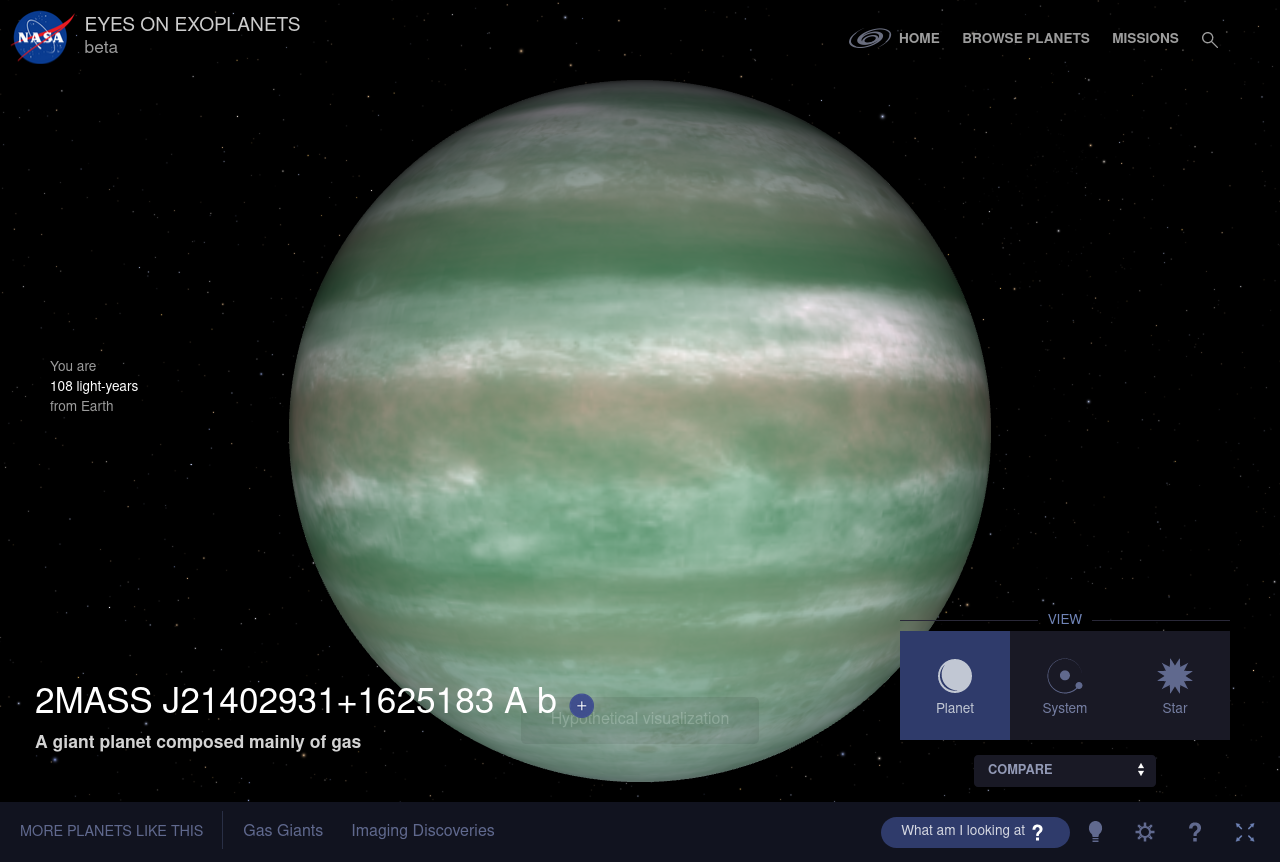 NASA
EYES ON EXOPLANETS
beta
HOME
BROWSE PLANETS
MISSIONS
You are
108 light-years
from Earth
VIEW
Planet
System
Star
2MASS J21402931+1625183 A b +
Hypothetical visualization
A giant planet composed mainly of gas
COMPARE
MORE PLANETS LIKE THIS
Gas Giants
Imaging Discoveries
What am I looking at ?
?